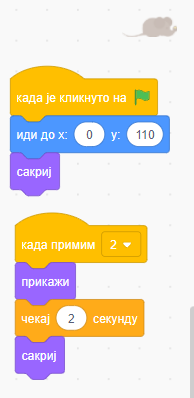 када је кликнуто на
иди до x: 0 y: 110
сакриј
када примим 2
прикажи
чекај 2 секунду
сакриј